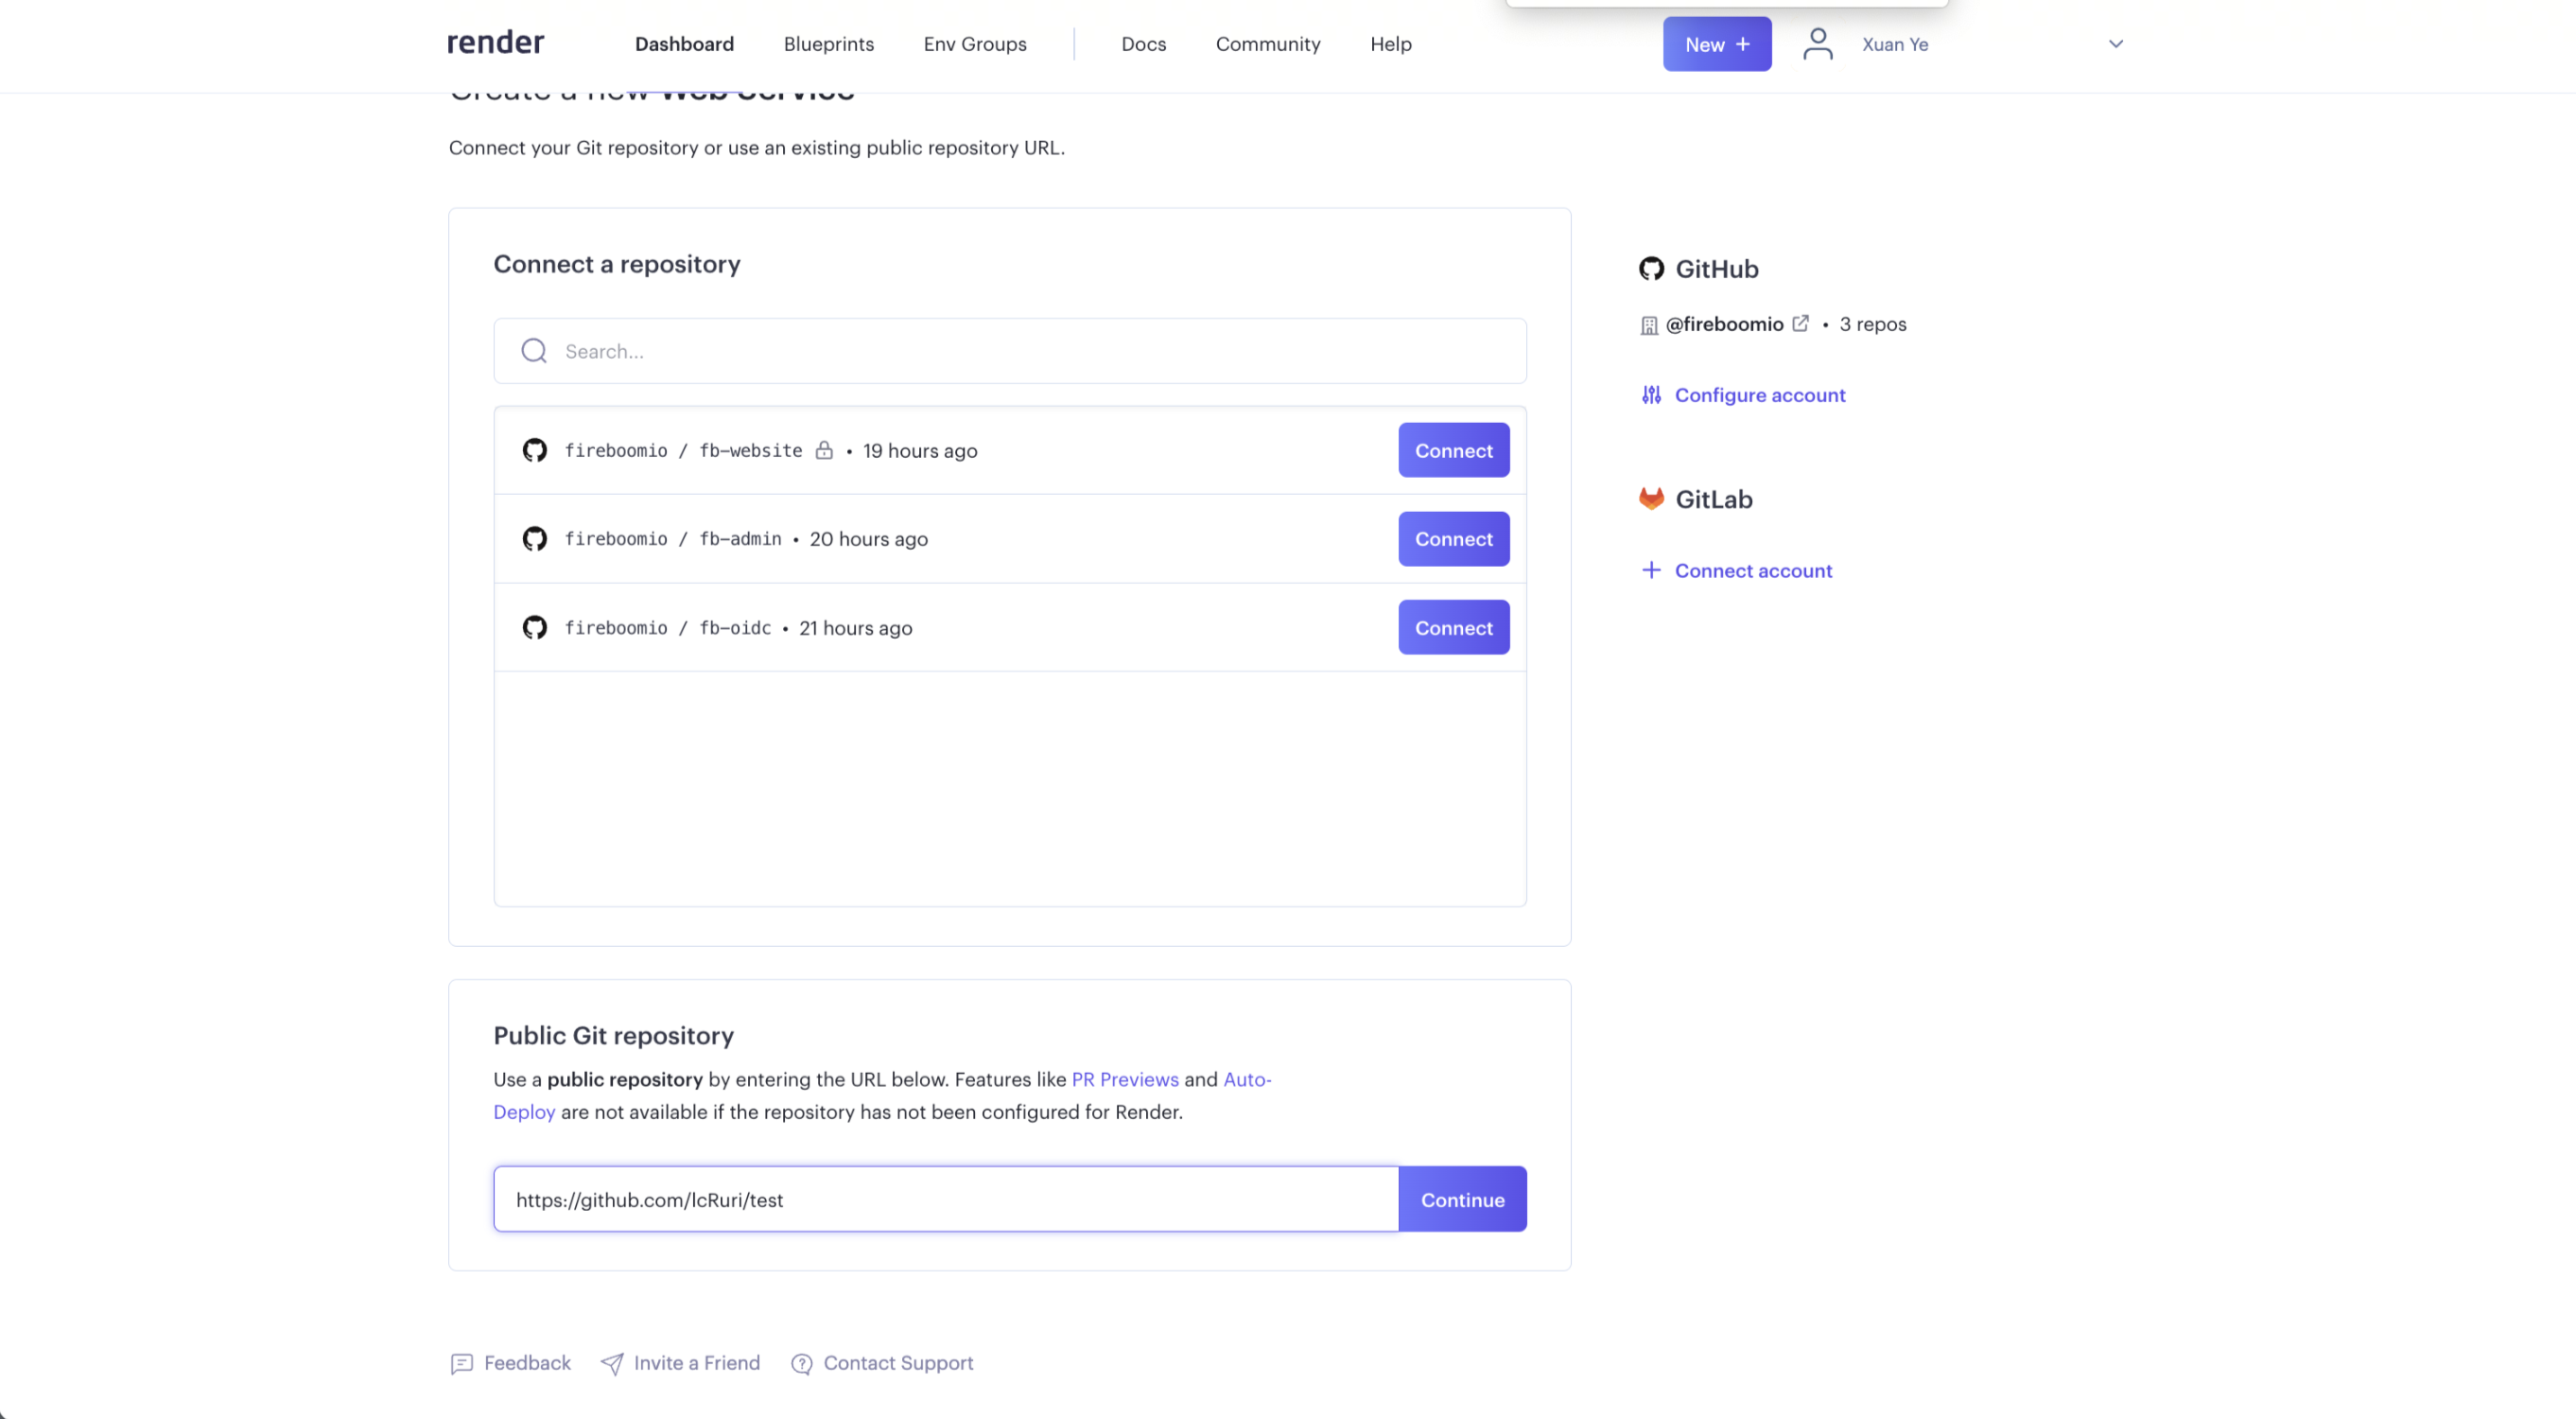 render
Dashboard
Blueprints
Env Groups
Docs
Community
Help
New +
Xuan Ye
Create a new Web Service
Connect your Git repository or use an existing public repository URL.
Connect a repository
Search...
fireboomio / fb-website • 19 hours ago
Connect
fireboomio / fb-admin • 20 hours ago
Connect
fireboomio / fb-oidc • 21 hours ago
Connect
GitHub
@fireboomio • 3 repos
Configure account
GitLab
Connect account
Public Git repository
Use a public repository by entering the URL below. Features like PR Previews and Auto-
Deploy are not available if the repository has not been configured for Render.
https://github.com/lcRuri/test
Continue
Feedback
Invite a Friend
Contact Support